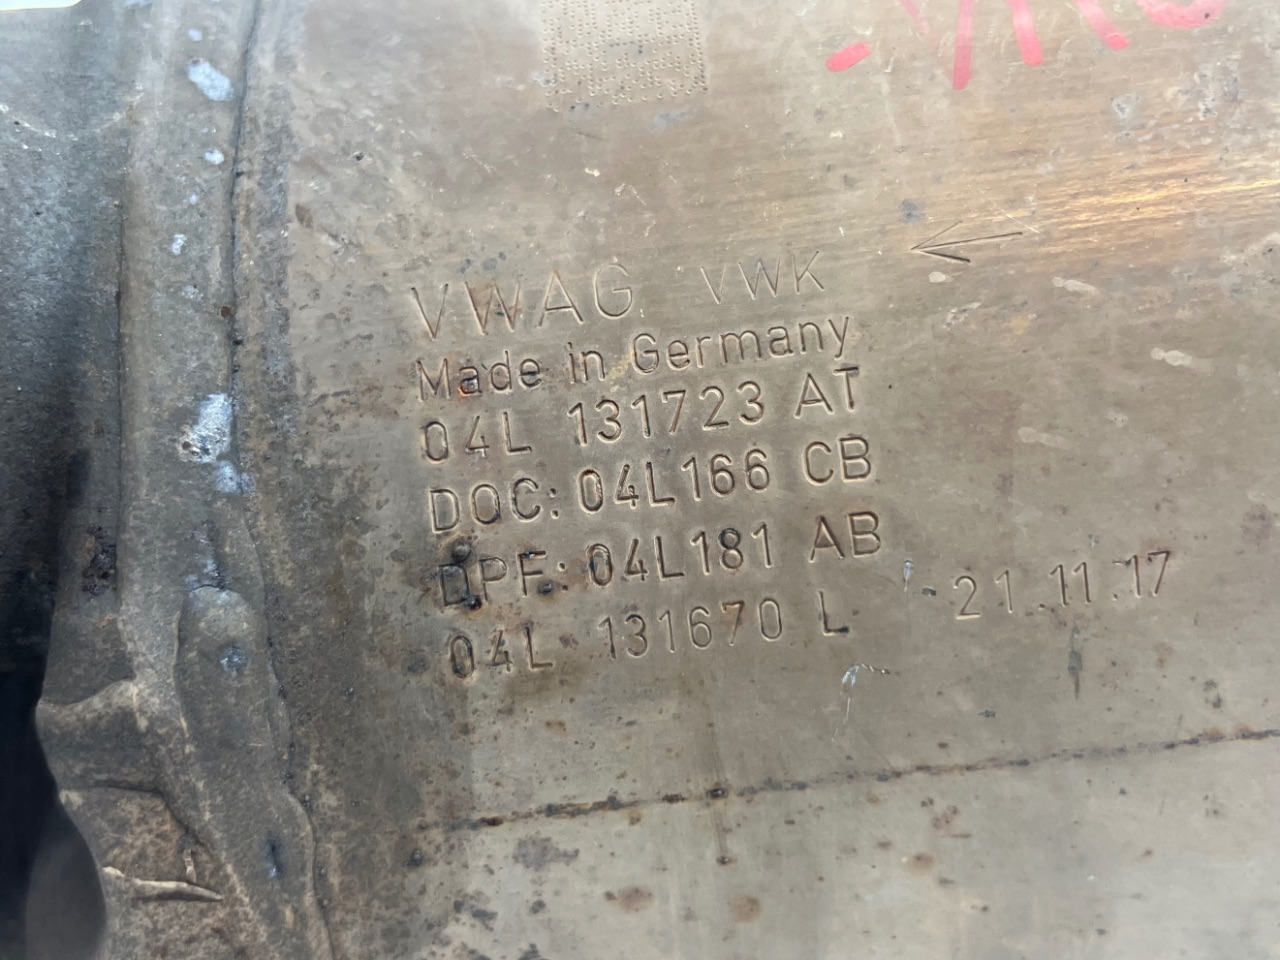 VWAG VWK
Made in Germany
04L 131723 AT
DOC: 04L166 CB
DPF: 04L181 AB
04L 131670 L 21.11.17